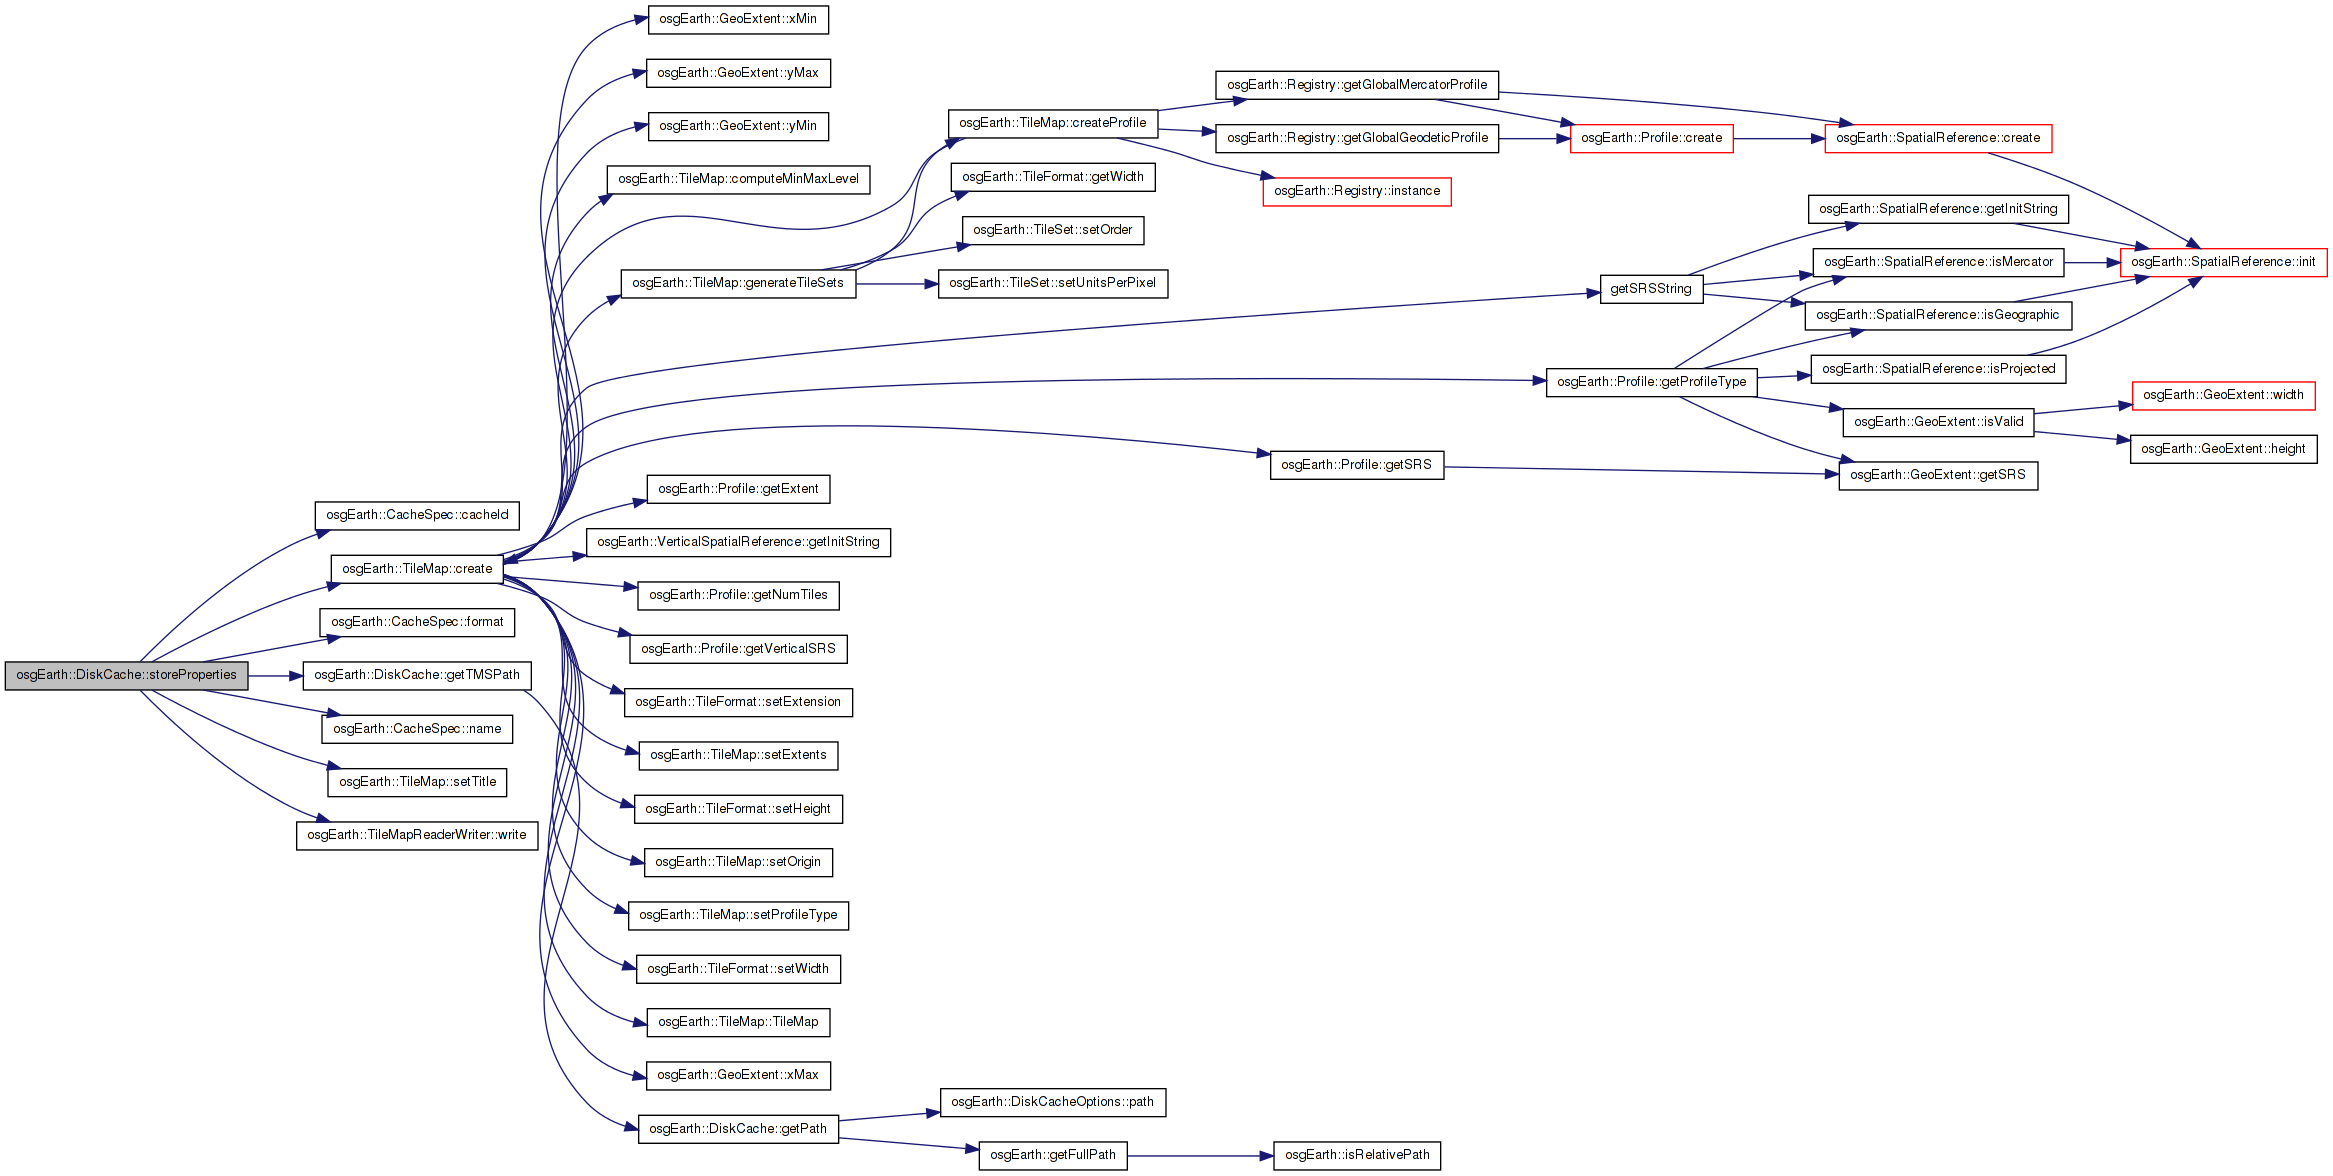 osgEarth::DiskCache::storeProperties
osgEarth::CacheSpec::cacheId
osgEarth::TileMap::create
osgEarth::CacheSpec::format
osgEarth::DiskCache::getTMSPath
osgEarth::CacheSpec::name
osgEarth::TileMap::setTitle
osgEarth::TileMapReaderWriter::write
osgEarth::GeoExtent::xMin
osgEarth::GeoExtent::yMax
osgEarth::GeoExtent::yMin
osgEarth::TileMap::computeMinMaxLevel
osgEarth::TileMap::generateTileSets
osgEarth::Profile::getExtent
osgEarth::VerticalSpatialReference::getInitString
osgEarth::Profile::getNumTiles
osgEarth::Profile::getVerticalSRS
osgEarth::TileFormat::setExtension
osgEarth::TileMap::setExtents
osgEarth::TileFormat::setHeight
osgEarth::TileMap::setOrigin
osgEarth::TileMap::setProfileType
osgEarth::TileFormat::setWidth
osgEarth::TileMap::TileMap
osgEarth::GeoExtent::xMax
osgEarth::DiskCache::getPath
osgEarth::TileMap::createProfile
osgEarth::TileFormat::getWidth
osgEarth::TileSet::setOrder
osgEarth::TileSet::setUnitsPerPixel
osgEarth::DiskCacheOptions::path
osgEarth::getFullPath
osgEarth::Registry::getGlobalMercatorProfile
osgEarth::Registry::getGlobalGeodeticProfile
osgEarth::Registry::instance
osgEarth::Profile::getSRS
osgEarth::isRelativePath
osgEarth::Profile::create
getSRSString
osgEarth::Profile::getProfileType
osgEarth::SpatialReference::create
osgEarth::SpatialReference::getInitString
osgEarth::SpatialReference::isMercator
osgEarth::SpatialReference::isGeographic
osgEarth::SpatialReference::isProjected
osgEarth::GeoExtent::isValid
osgEarth::GeoExtent::getSRS
osgEarth::SpatialReference::init
osgEarth::GeoExtent::width
osgEarth::GeoExtent::height